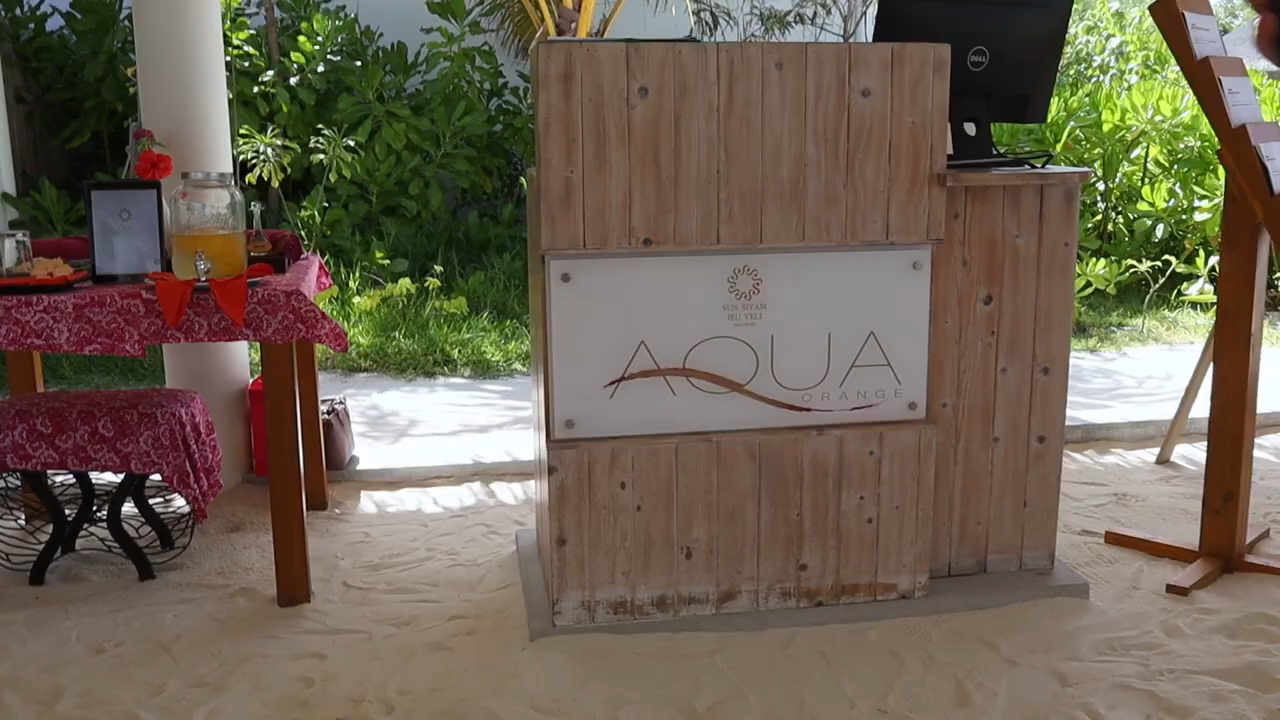 DELL
SUN SIYAM
IRU VELI
AQUA
ORANGE